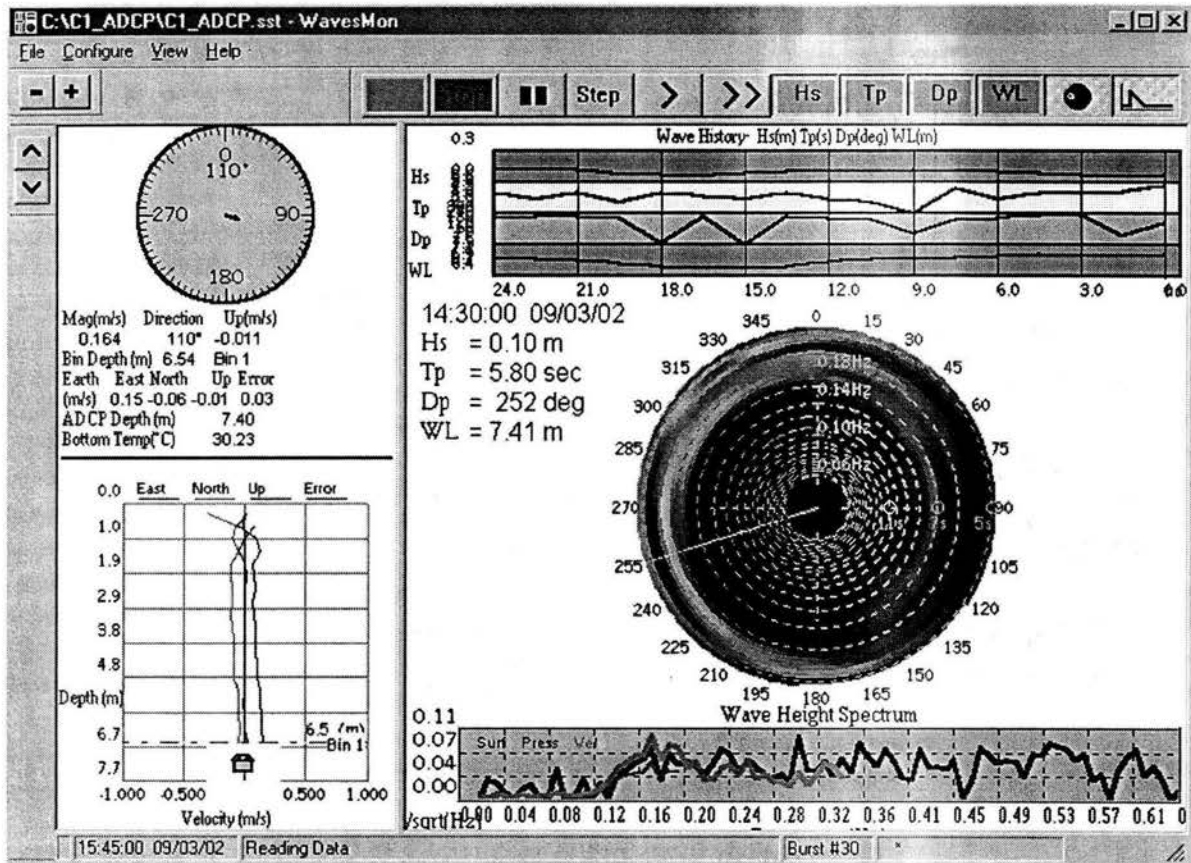 C:\C1_ADCP\C1_ADCP.sst - WavesMon
File Configure View Help
- + Step > >> Hs Tp Dp WL
0
110°
270 90
180
Mag(m/s) Direction Up(m/s)
0.164 110° -0.011
Bin Depth (m) 6.54 Bin 1
Earth East North Up Error
(m/s) 0.15 -0.06 -0.01 0.03
ADCP Depth (m) 7.40
Bottom Temp(°C) 30.23
0.0 East North Up Error
1.0
1.9
2.9
3.8
4.8
Depth (m)
6.7
6.5 (m)
Bin 1
7.7
-1.000 -0.500 0.500 1.000
Velocity (m/s)
Wave History- Hs(m) Tp(s) Dp(deg) WL(m)
0.3
Hs
Tp
Dp
WL
24.0 21.0 18.0 15.0 12.0 9.0 6.0 3.0
14:30:00 09/03/02
Hs = 0.10 m
Tp = 5.80 sec
Dp = 252 deg
WL = 7.41 m
0 15 30 45 60 75 90 105 120 135 150 165 180 195 210 225 240 255 270 285 300 315 330 345
0.18Hz
0.14Hz
0.10Hz
0.06Hz
5s
Wave Height Spectrum
0.11
0.07
0.04
0.00
Surf Press Vel
/sqrt(Hz)
0.00 0.04 0.08 0.12 0.16 0.20 0.24 0.28 0.32 0.36 0.41 0.45 0.49 0.53 0.57 0.61 0
15:45:00 09/03/02 Reading Data Burst #30